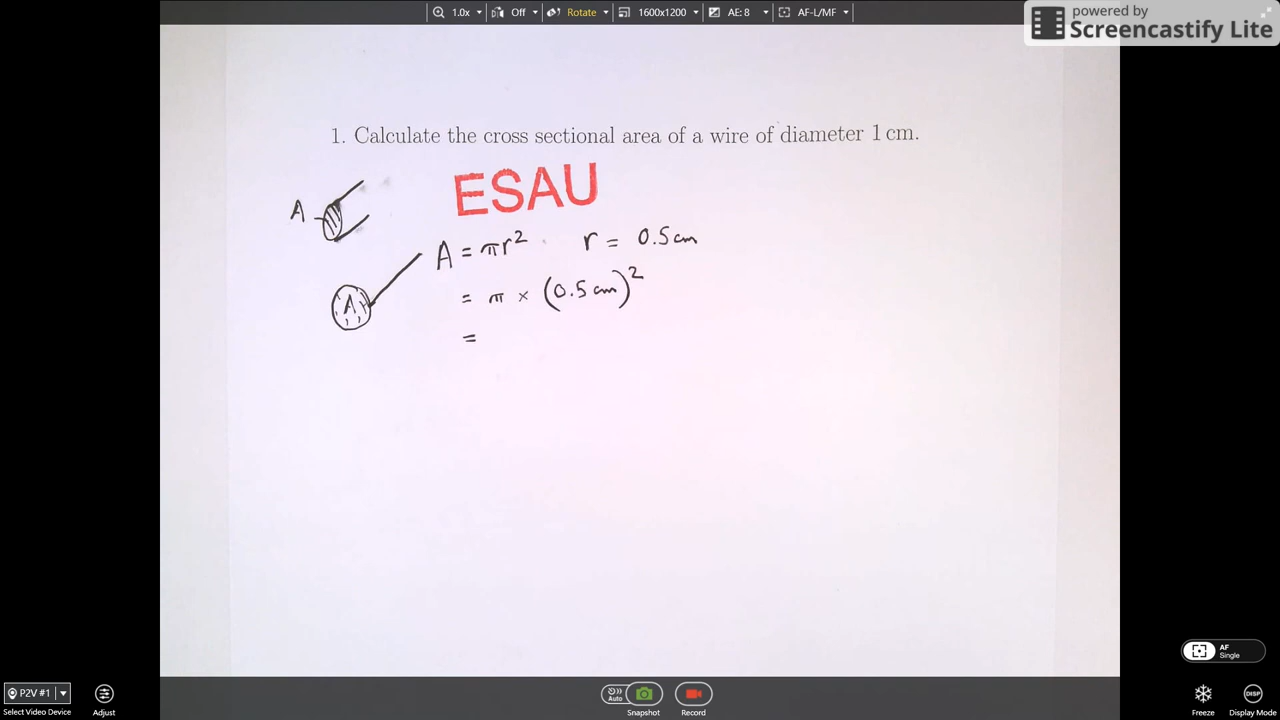 1.0x Off Rotate 1600x1200 AE: 8 AF-L/MF
powered by
Screencastify Lite
1. Calculate the cross sectional area of a wire of diameter 1 cm.
ESAU
A
A = πr² r = 0.5 cm
= π × (0.5 cm)²
A
=
AF
Single
P2V #1
Select Video Device
Adjust
Auto
Snapshot
Record
Freeze
DISP
Display Mode